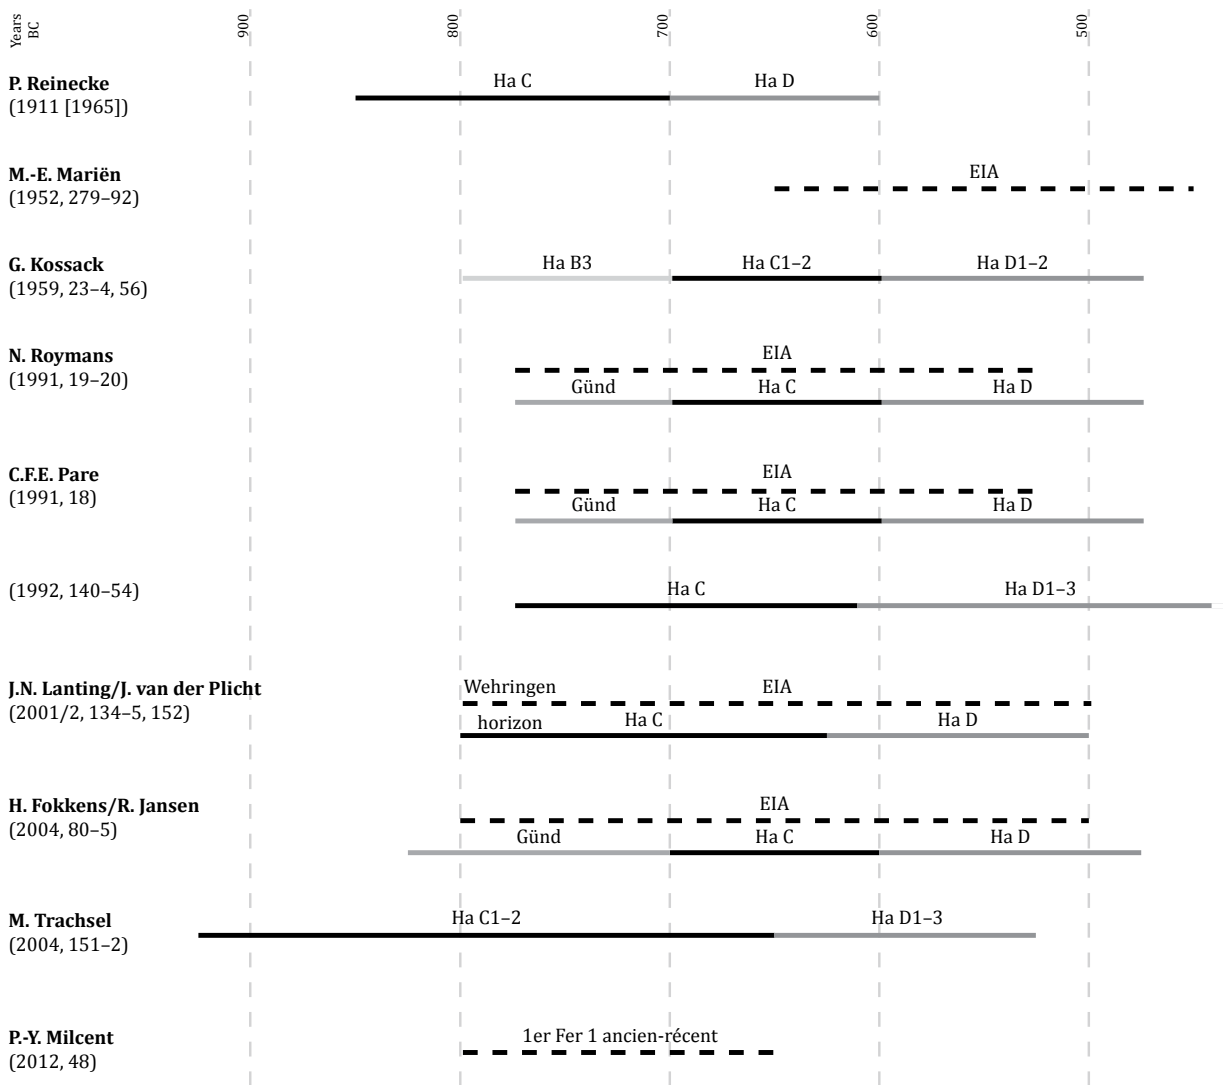 Years
BC
900
800
700
600
500
P. Reinecke
(1911 [1965])
Ha C
Ha D
M.-E. Mariën
(1952, 279–92)
EIA
G. Kossack
(1959, 23–4, 56)
Ha B3
Ha C1–2
Ha D1–2
N. Roymans
(1991, 19–20)
EIA
Günd
Ha C
Ha D
C.F.E. Pare
(1991, 18)
EIA
Günd
Ha C
Ha D
(1992, 140–54)
Ha C
Ha D1–3
J.N. Lanting/J. van der Plicht
(2001/2, 134–5, 152)
Wehringen
EIA
horizon
Ha C
Ha D
H. Fokkens/R. Jansen
(2004, 80–5)
EIA
Günd
Ha C
Ha D
M. Trachsel
(2004, 151–2)
Ha C1–2
Ha D1–3
P.-Y. Milcent
(2012, 48)
1er Fer 1 ancien-récent